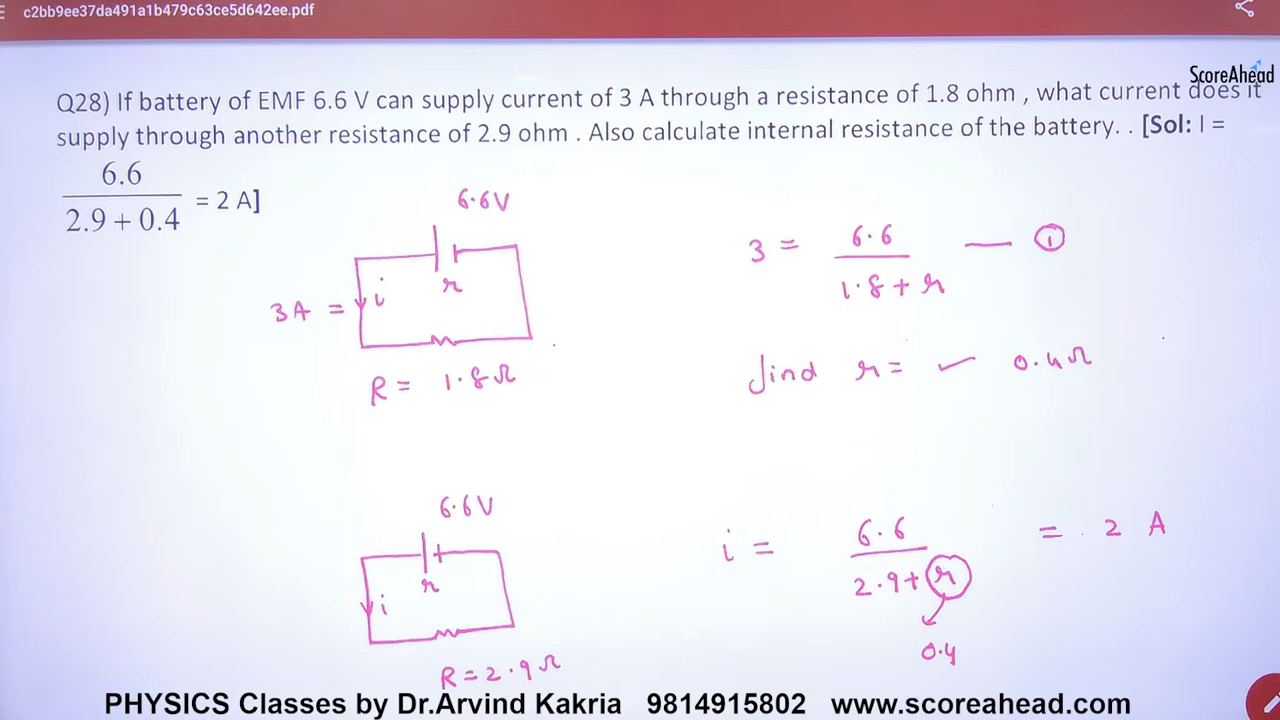 c2bb9ee37da491a1b479c63ce5d642ee.pdf
ScoreAhead
Q28) If battery of EMF 6.6 V can supply current of 3 A through a resistance of 1.8 ohm , what current does it
supply through another resistance of 2.9 ohm . Also calculate internal resistance of the battery. . [Sol: I =
6.6
2.9 + 0.4
= 2 A]
6.6V
r
3A =
i
R = 1.8Ω
3 =
6.6
1.8 + r
①
find r = ✓ 0.4Ω
6.6V
r
i
R = 2.9Ω
i =
6.6
2.9 + r
= 2 A
0.4
PHYSICS Classes by Dr.Arvind Kakria 9814915802 www.scoreahead.com